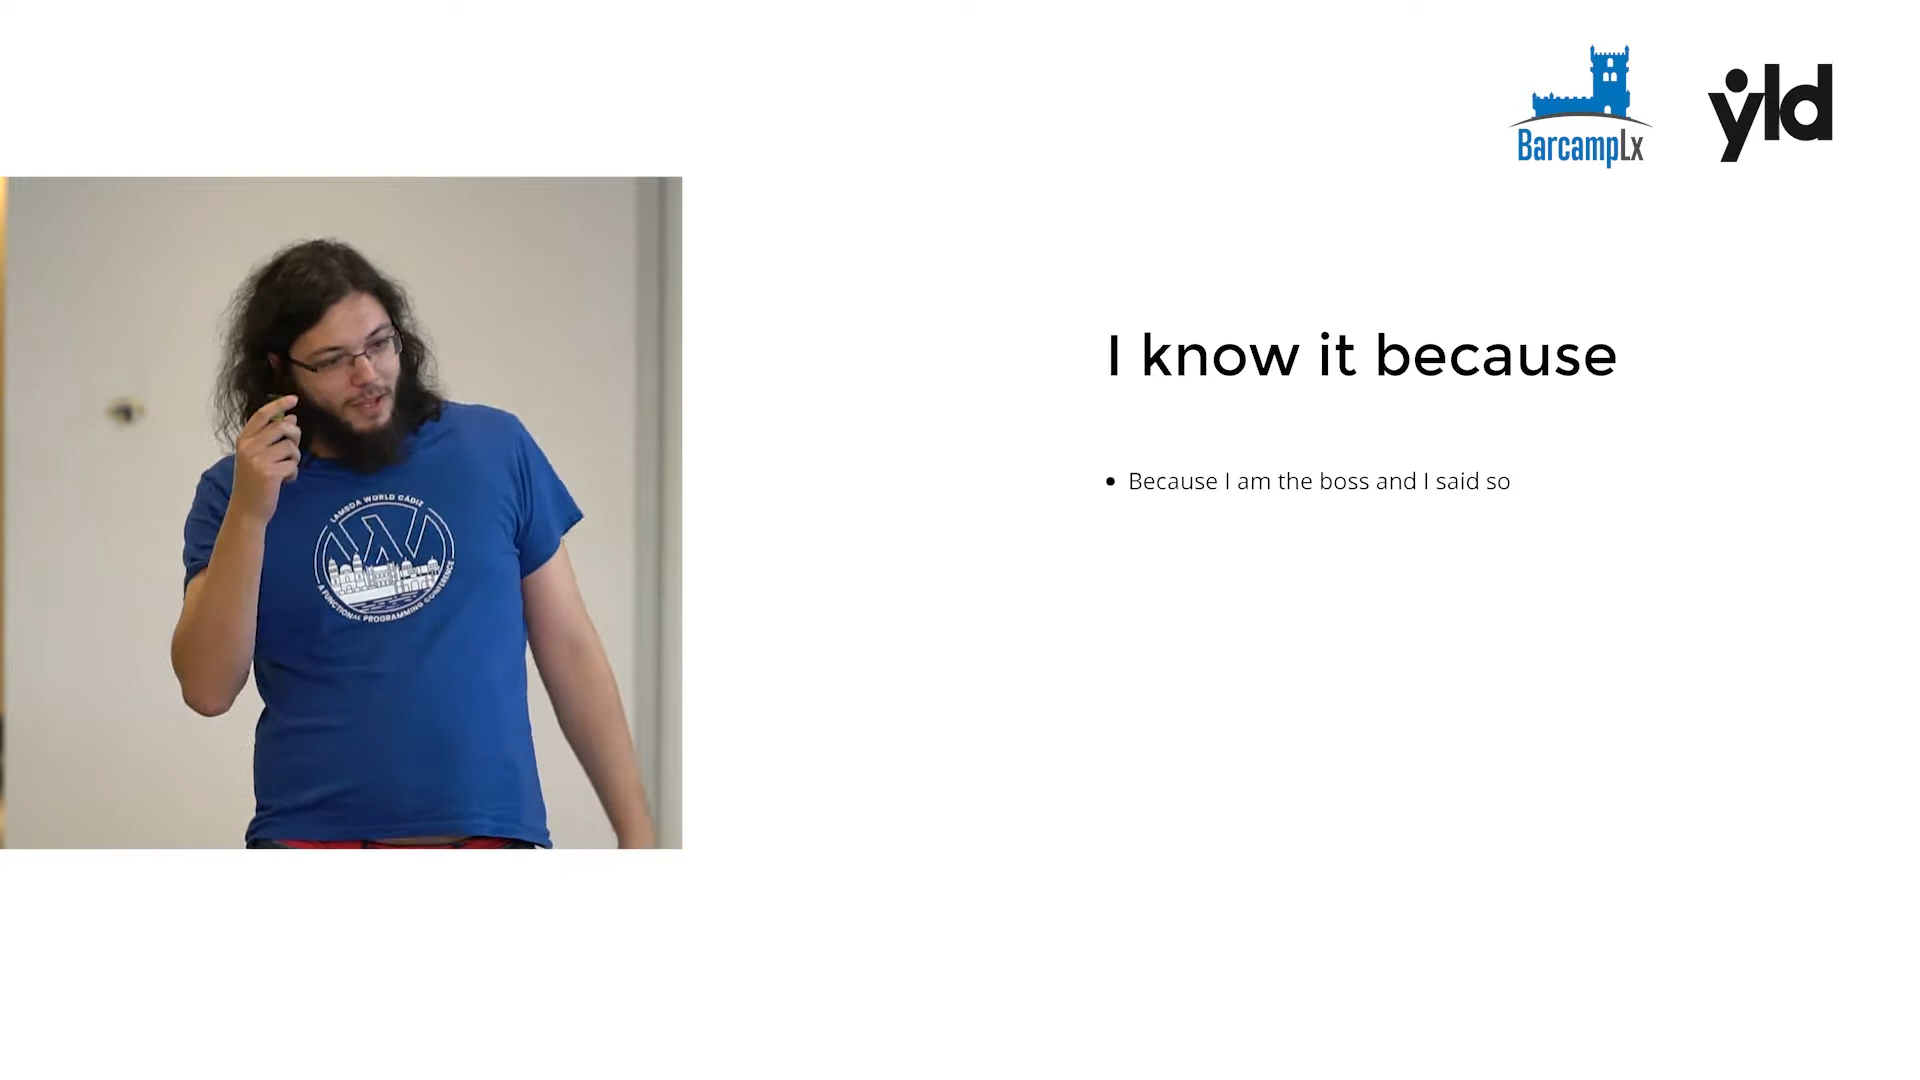 BarcampLx
yld
I know it because
• Because I am the boss and I said so
LAMBDA WORLD CÁDIZ
A FUNCTIONAL PROGRAMMING CONFERENCE